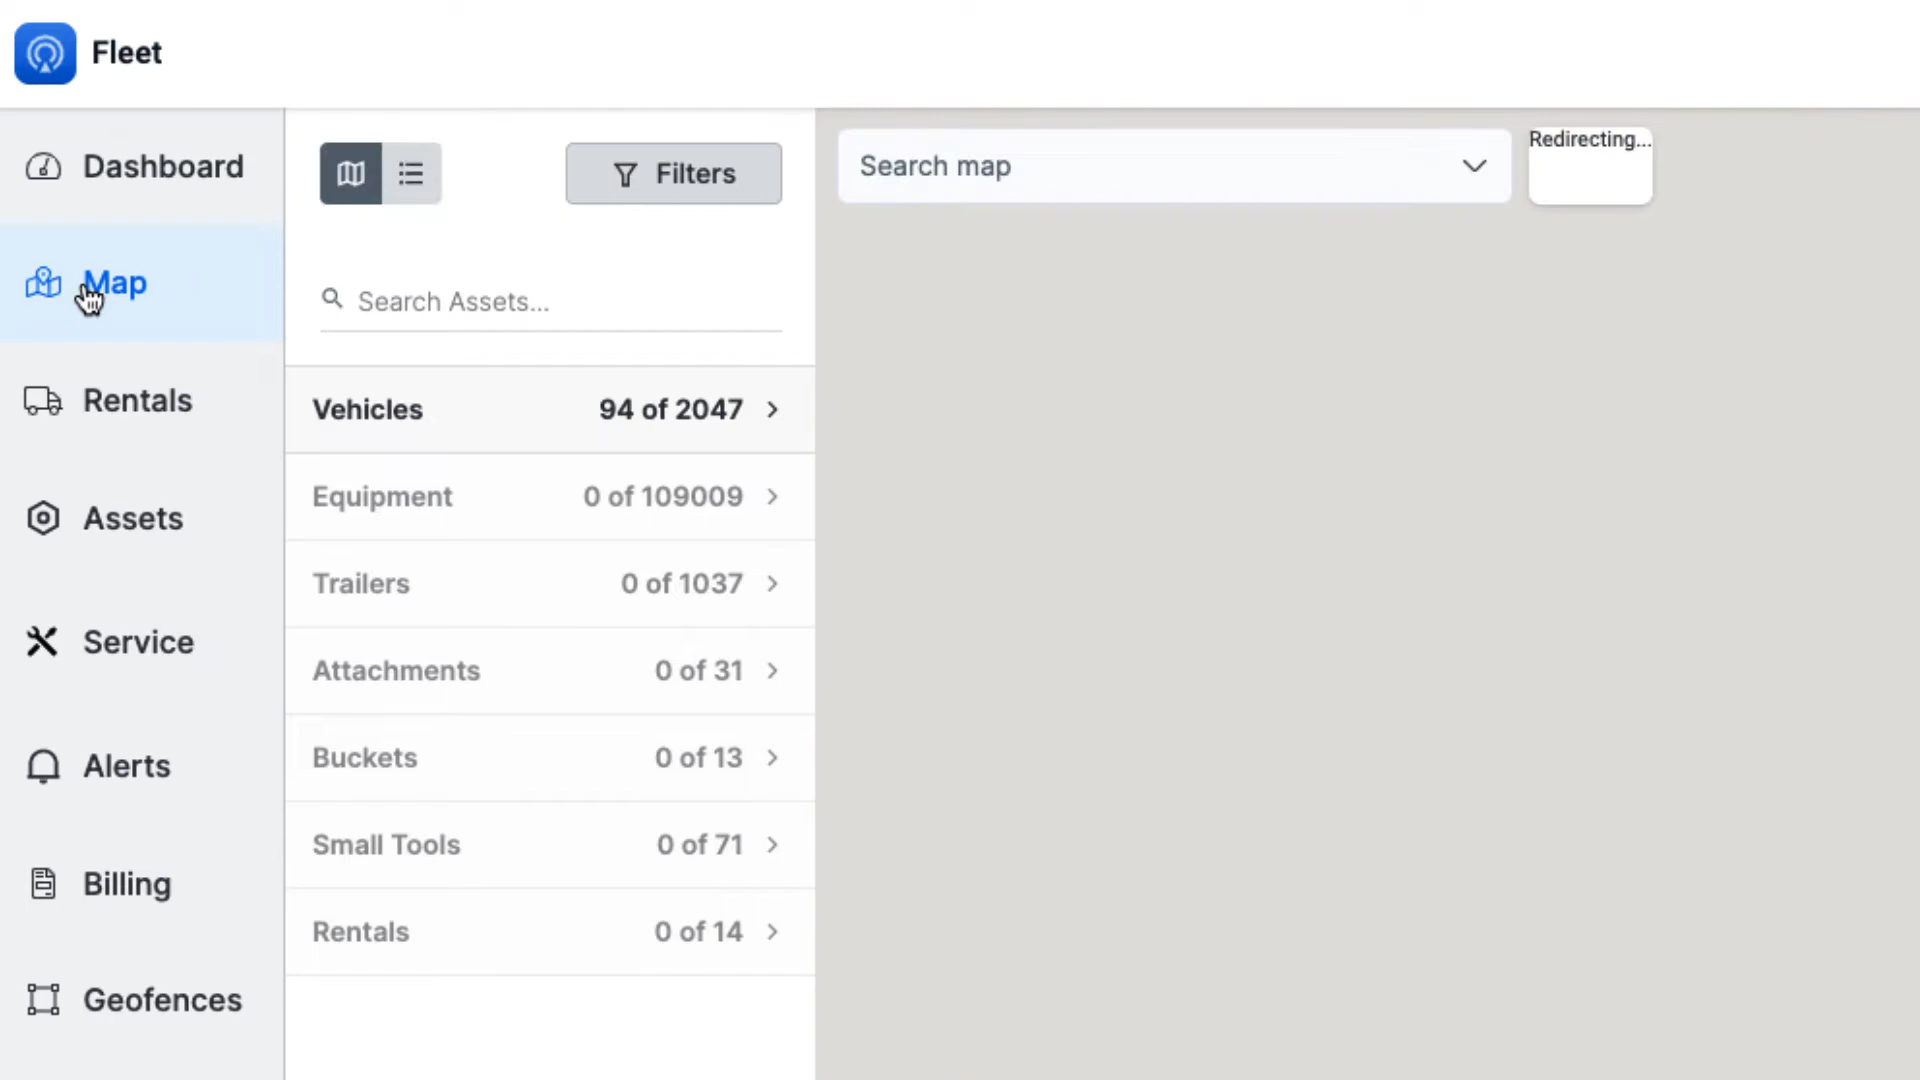 Fleet
Dashboard
Map
Rentals
Assets
Service
Alerts
Billing
Geofences
Filters
Search Assets...
Vehicles 94 of 2047
Equipment 0 of 109009
Trailers 0 of 1037
Attachments 0 of 31
Buckets 0 of 13
Small Tools 0 of 71
Rentals 0 of 14
Search map
Redirecting...